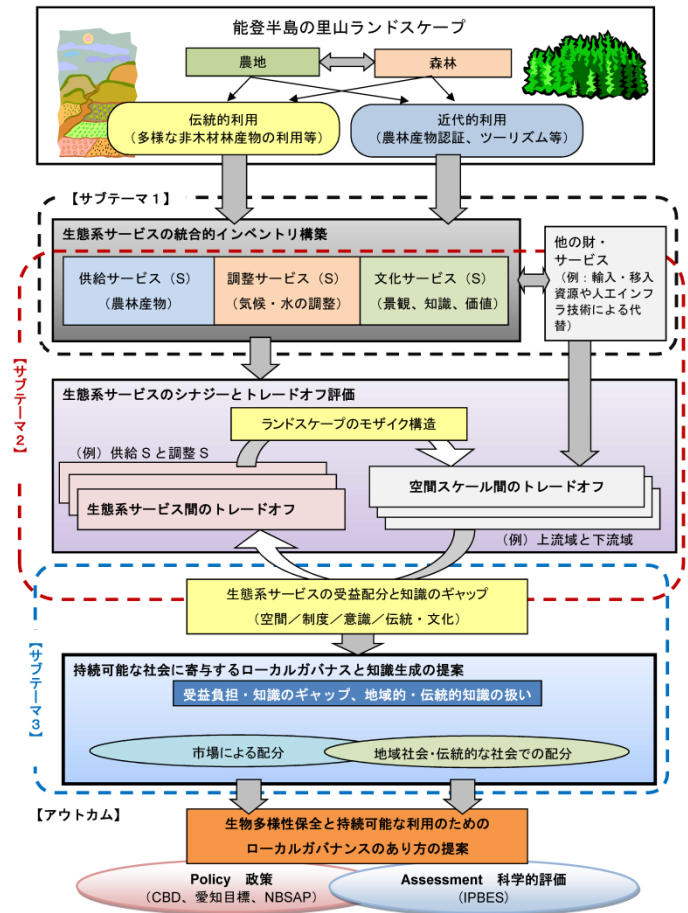 能登半島の里山ランドスケープ
農地
森林
伝統的利用
（多様な非木材林産物の利用等）
近代的利用
（農林産物認証、ツーリズム等）
【サブテーマ１】
生態系サービスの統合的インベントリ構築
供給サービス（S）
（農林産物）
調整サービス（S）
（気候・水の調整）
文化サービス（S）
（景観、知識、価値）
他の財・
サービス
（例：輸入・移入
資源や人工インフ
ラ技術による代
替）
【サブテーマ２】
生態系サービスのシナジーとトレードオフ評価
ランドスケープのモザイク構造
（例）供給 S と調整 S
生態系サービス間のトレードオフ
空間スケール間のトレードオフ
（例）上流域と下流域
生態系サービスの受益配分と知識のギャップ
（空間／制度／意識／伝統・文化）
【サブテーマ３】
持続可能な社会に寄与するローカルガバナスと知識生成の提案
受益負担・知識のギャップ、地域的・伝統的知識の扱い
市場による配分
地域社会・伝統的な社会での配分
【アウトカム】
生物多様性保全と持続可能な利用のための
ローカルガバナンスのあり方の提案
Policy　政策
（CBD、愛知目標、NBSAP）
Assessment　科学的評価
（IPBES）